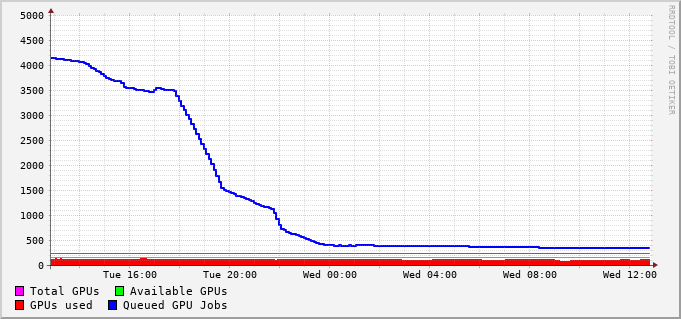 5000
4500
4000
3500
3000
2500
2000
1500
1000
500
0
Tue 16:00 Tue 20:00 Wed 00:00 Wed 04:00 Wed 08:00 Wed 12:00
Total GPUs Available GPUs
GPUs used Queued GPU Jobs
RRDTOOL / TOBI OETIKER